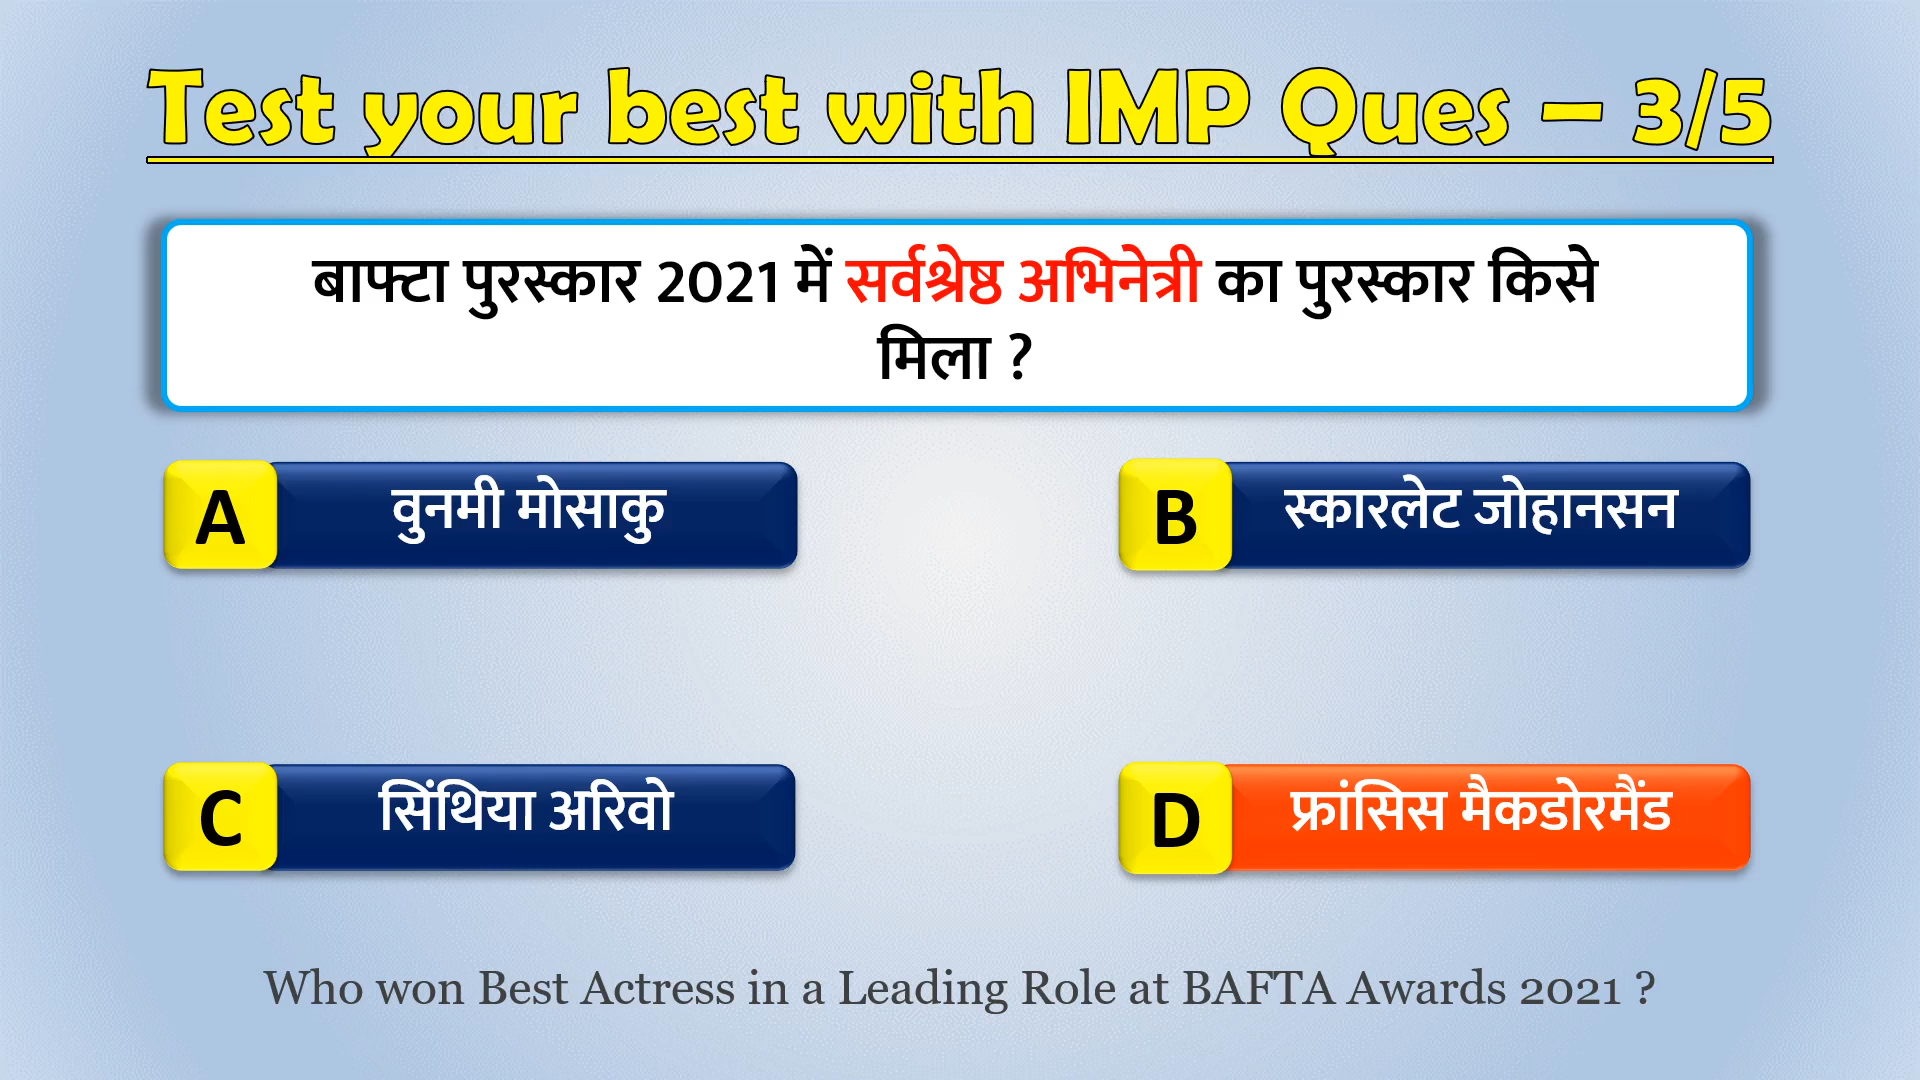 Test your best with IMP Ques – 3/5
बाफ्टा पुरस्कार 2021 में सर्वश्रेष्ठ अभिनेत्री का पुरस्कार किसे
मिला ?
A वुनमी मोसाकु
B स्कारलेट जोहानसन
C सिंथिया अरिवो
D फ्रांसिस मैकडोरमैंड
Who won Best Actress in a Leading Role at BAFTA Awards 2021 ?